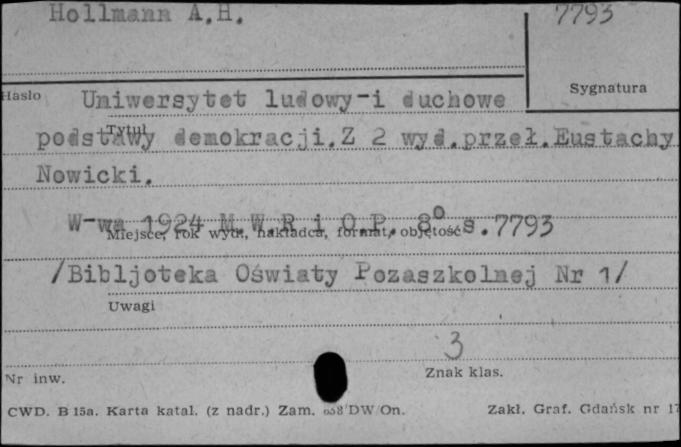 Hollmann A.H.
7793
Hasło
Sygnatura
Uniwersytet ludowy-i duchowe
Tytuł
podstawy demokracji.Z 2 wyd.przeł.Eustachy
Nowicki.
W-wa 1924 M.W.R i O.P. 8° s.7793
Miejsce, rok wyd., nakładca, format, objętość
/Bibljoteka Oświaty Pozaszkolnej Nr 1/
Uwagi
3
Nr inw.
Znak klas.
CWD. B 15a. Karta katal. (z nadr.) Zam. DW/On.
Zakł. Graf. Gdańsk nr 17